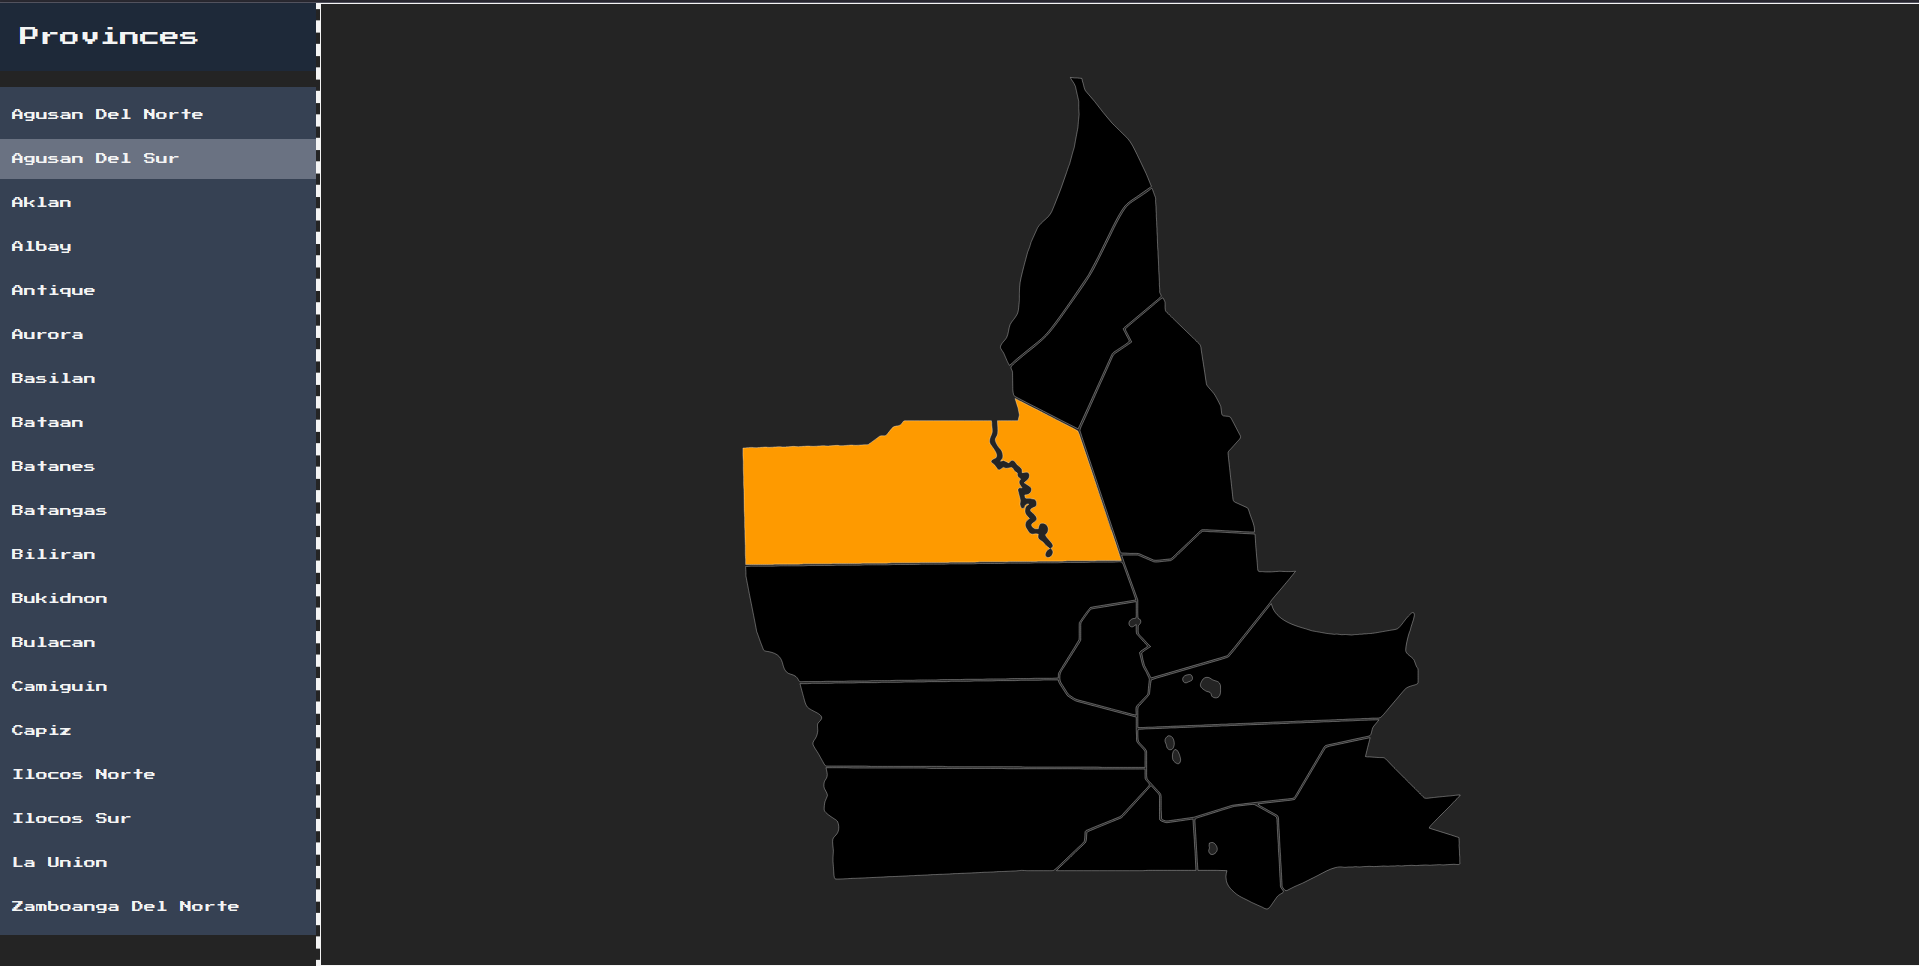 Provinces
Agusan Del Norte
Agusan Del Sur
Aklan
Albay
Antique
Aurora
Basilan
Bataan
Batanes
Batangas
Biliran
Bukidnon
Bulacan
Camiguin
Capiz
Ilocos Norte
Ilocos Sur
La Union
Zamboanga Del Norte